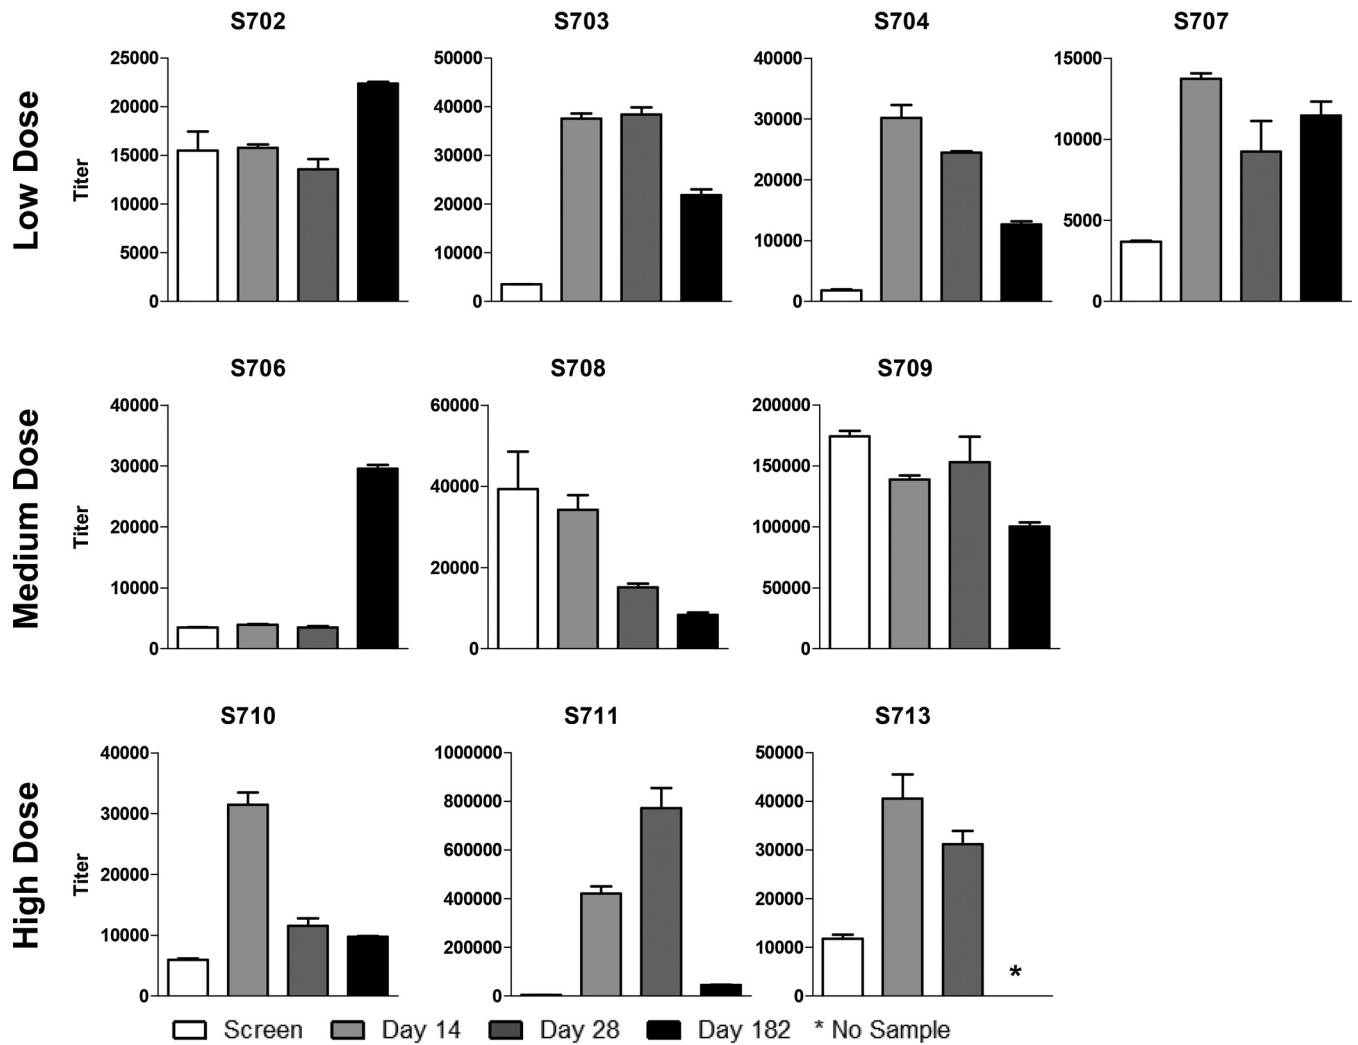 S702 S703 S704 S707
Low Dose
Titer
25000 50000 40000 15000
20000 40000 30000 10000
15000 30000 20000 5000
10000 20000 10000 0
5000 10000 0
0 0
S706 S708 S709
Medium Dose
Titer
40000 60000 200000
30000 40000 150000
20000 20000 100000
10000 0 50000
0 0
S710 S711 S713
High Dose
Titer
40000 1000000 50000
30000 800000 40000
20000 600000 30000
10000 400000 20000
0 200000 10000
0 0
*
Screen Day 14 Day 28 Day 182 * No Sample